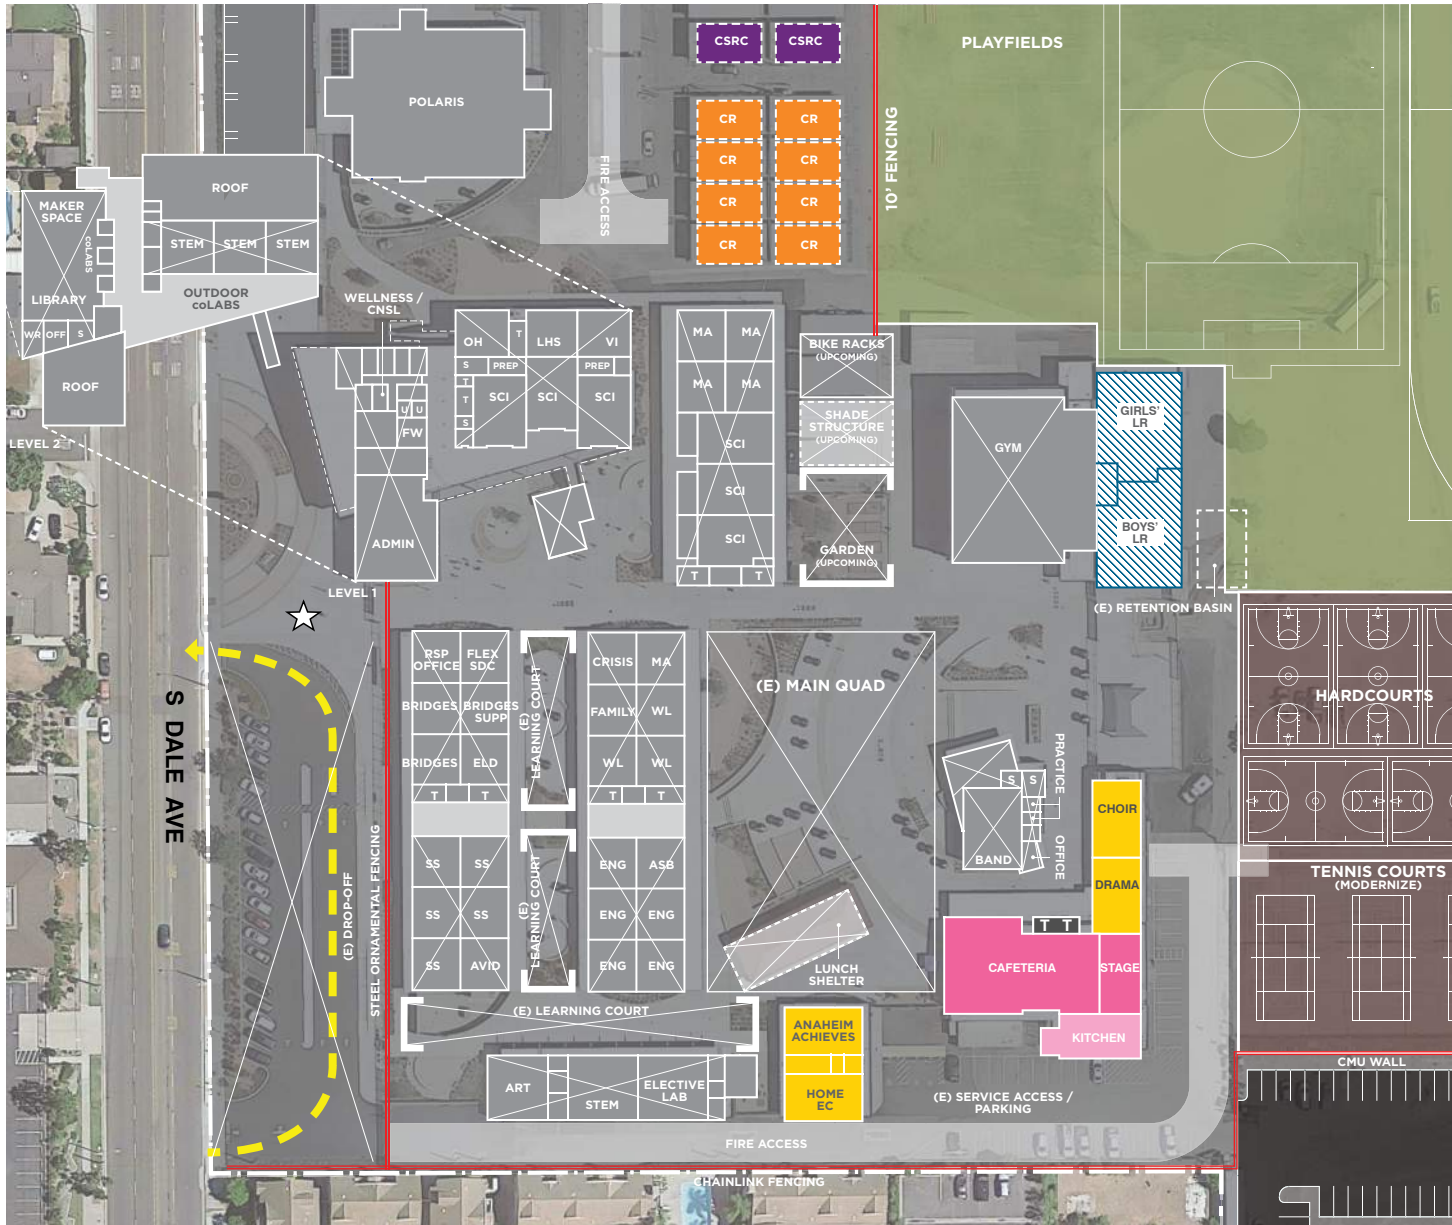 CSRC
CSRC
PLAYFIELDS
POLARIS
CR
CR
CR
CR
CR
CR
CR
CR
10' FENCING
FIRE ACCESS
ROOF
MAKER
SPACE
STEM
STEM
STEM
coLABS
LIBRARY
OUTDOOR
coLABS
WR
OFF
S
ROOF
LEVEL 2
WELLNESS /
CNSL
OH
T
LHS
VI
S
PREP
PREP
T
T
S
SCI
SCI
SCI
U
U
FW
ADMIN
LEVEL 1
MA
MA
MA
MA
SCI
SCI
SCI
T
T
BIKE RACKS
(UPCOMING)
SHADE
STRUCTURE
(UPCOMING)
GARDEN
(UPCOMING)
GYM
GIRLS'
LR
BOYS'
LR
(E) RETENTION BASIN
HARDCOURTS
TENNIS COURTS
(MODERNIZE)
S DALE AVE
(E) DROP-OFF
STEEL ORNAMENTAL FENCING
RSP
OFFICE
FLEX
SDC
BRIDGES
BRIDGES
SUPP
BRIDGES
ELD
T
T
SS
SS
SS
SS
SS
AVID
(E)
LEARNING COURT
(E)
LEARNING COURT
CRISIS
MA
FAMILY
WL
WL
WL
T
T
ENG
ASB
ENG
ENG
ENG
ENG
(E) MAIN QUAD
LUNCH
SHELTER
PRACTICE
S
S
BAND
OFFICE
CHOIR
DRAMA
T
T
CAFETERIA
STAGE
KITCHEN
(E) LEARNING COURT
ART
STEM
ELECTIVE
LAB
ANAHEIM
ACHIEVES
HOME
EC
(E) SERVICE ACCESS /
PARKING
CMU WALL
FIRE ACCESS
CHAINLINK FENCING